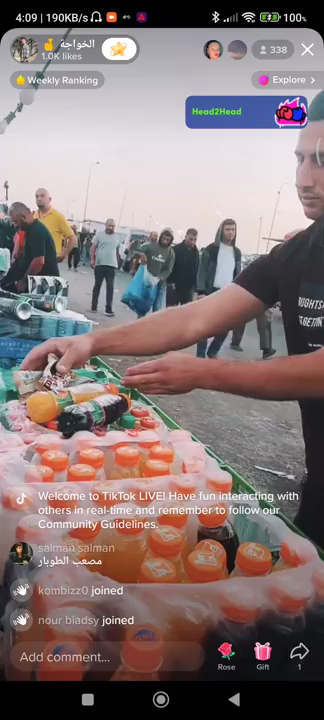 4:09 | 190KB/s
100%
الخواجة
1.0K likes
338
Weekly Ranking
Explore >
Head2Head
Welcome to TikTok LIVE! Have fun interacting with
others in real-time and remember to follow our
Community Guidelines.
salman salman
مصعب الطوبار
kombizz0 joined
nour biadsy joined
Add comment...
Rose
Gift
1